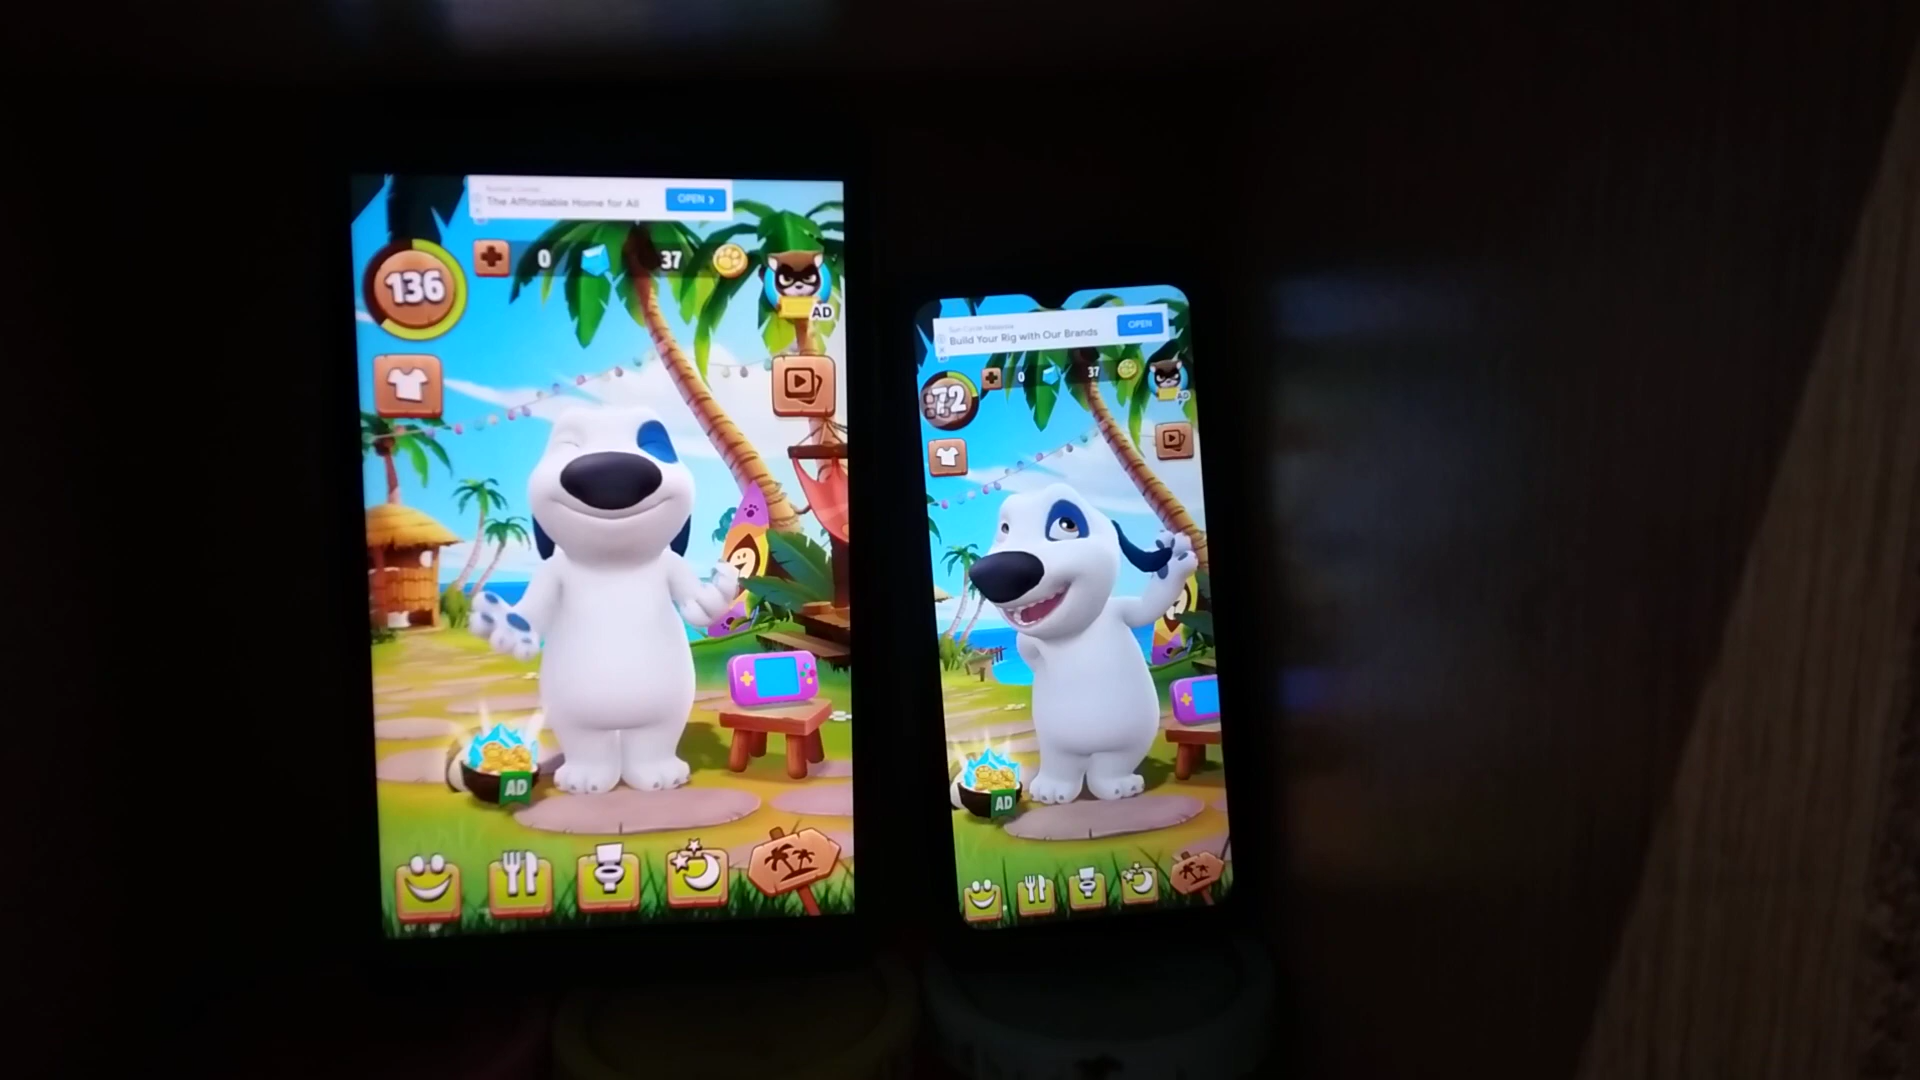 The Affordable Home for All
OPEN >
136
0
37
AD
AD
Build Your Rig with Our Brands
OPEN
72
0
37
AD
AD